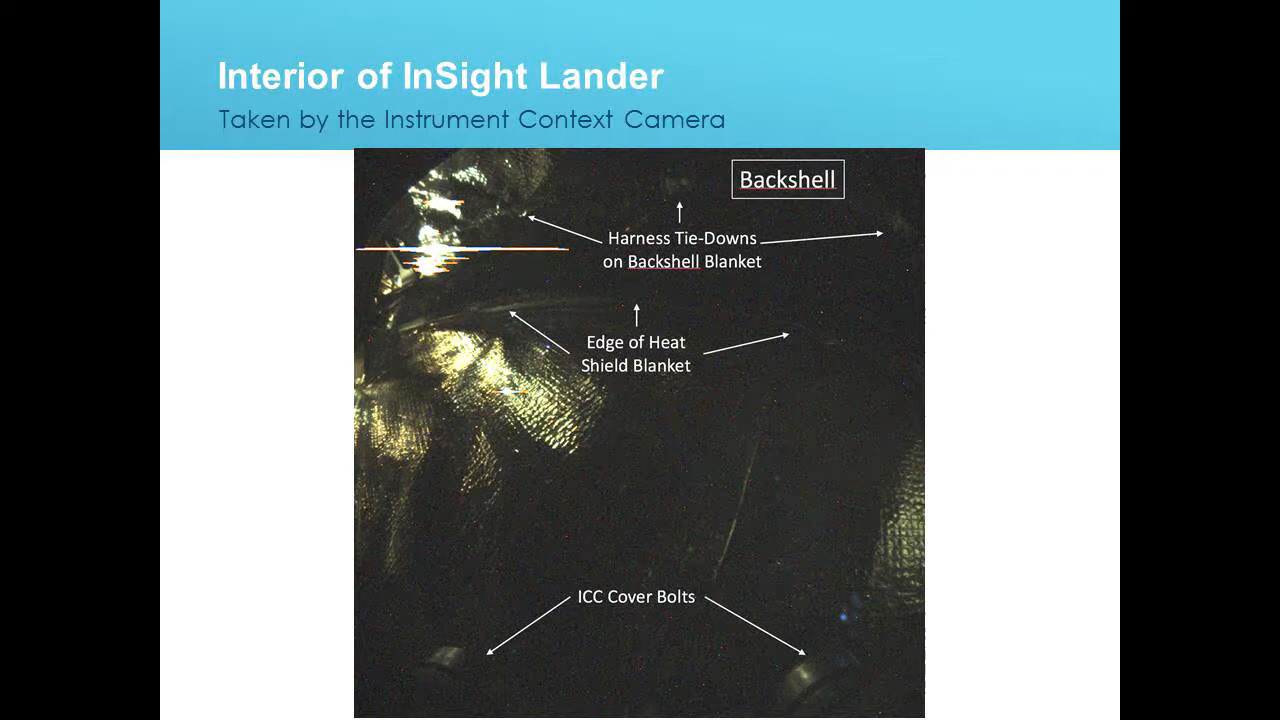 Interior of InSight Lander
Taken by the Instrument Context Camera
Backshell
Harness Tie-Downs
on Backshell Blanket
Edge of Heat
Shield Blanket
ICC Cover Bolts